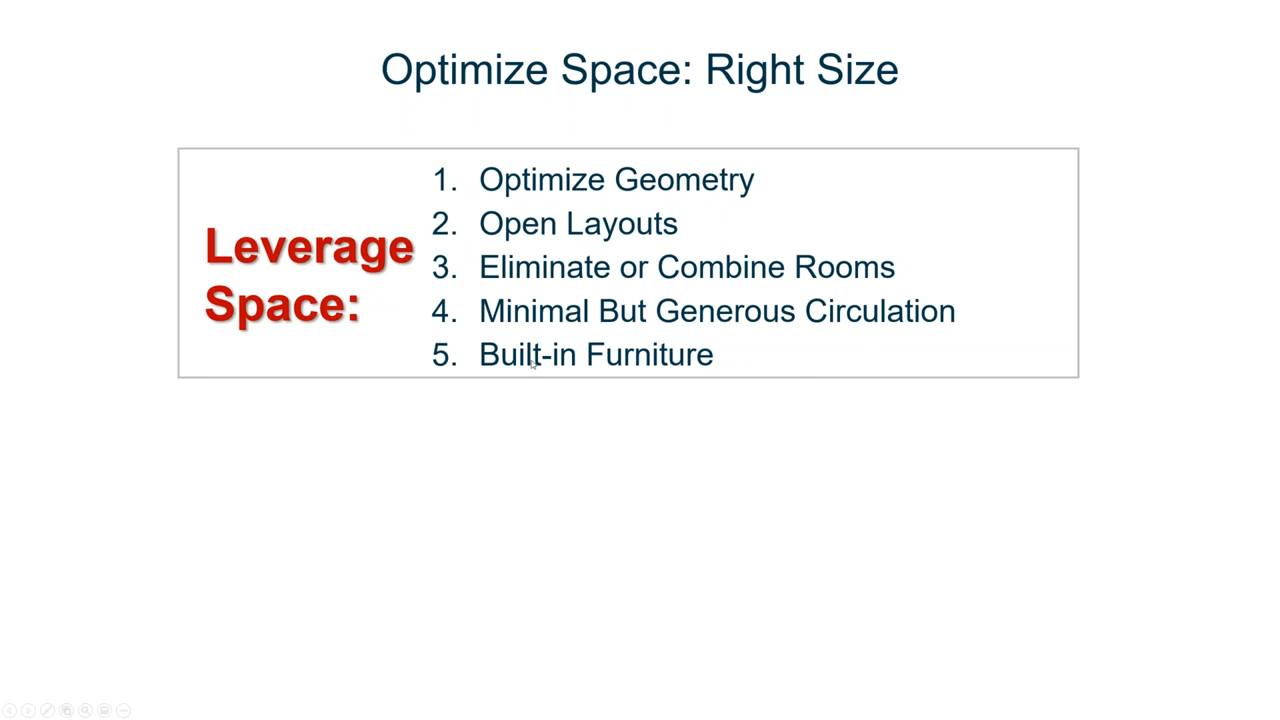 Optimize Space: Right Size
Leverage
Space:
1. Optimize Geometry
2. Open Layouts
3. Eliminate or Combine Rooms
4. Minimal But Generous Circulation
5. Built-in Furniture